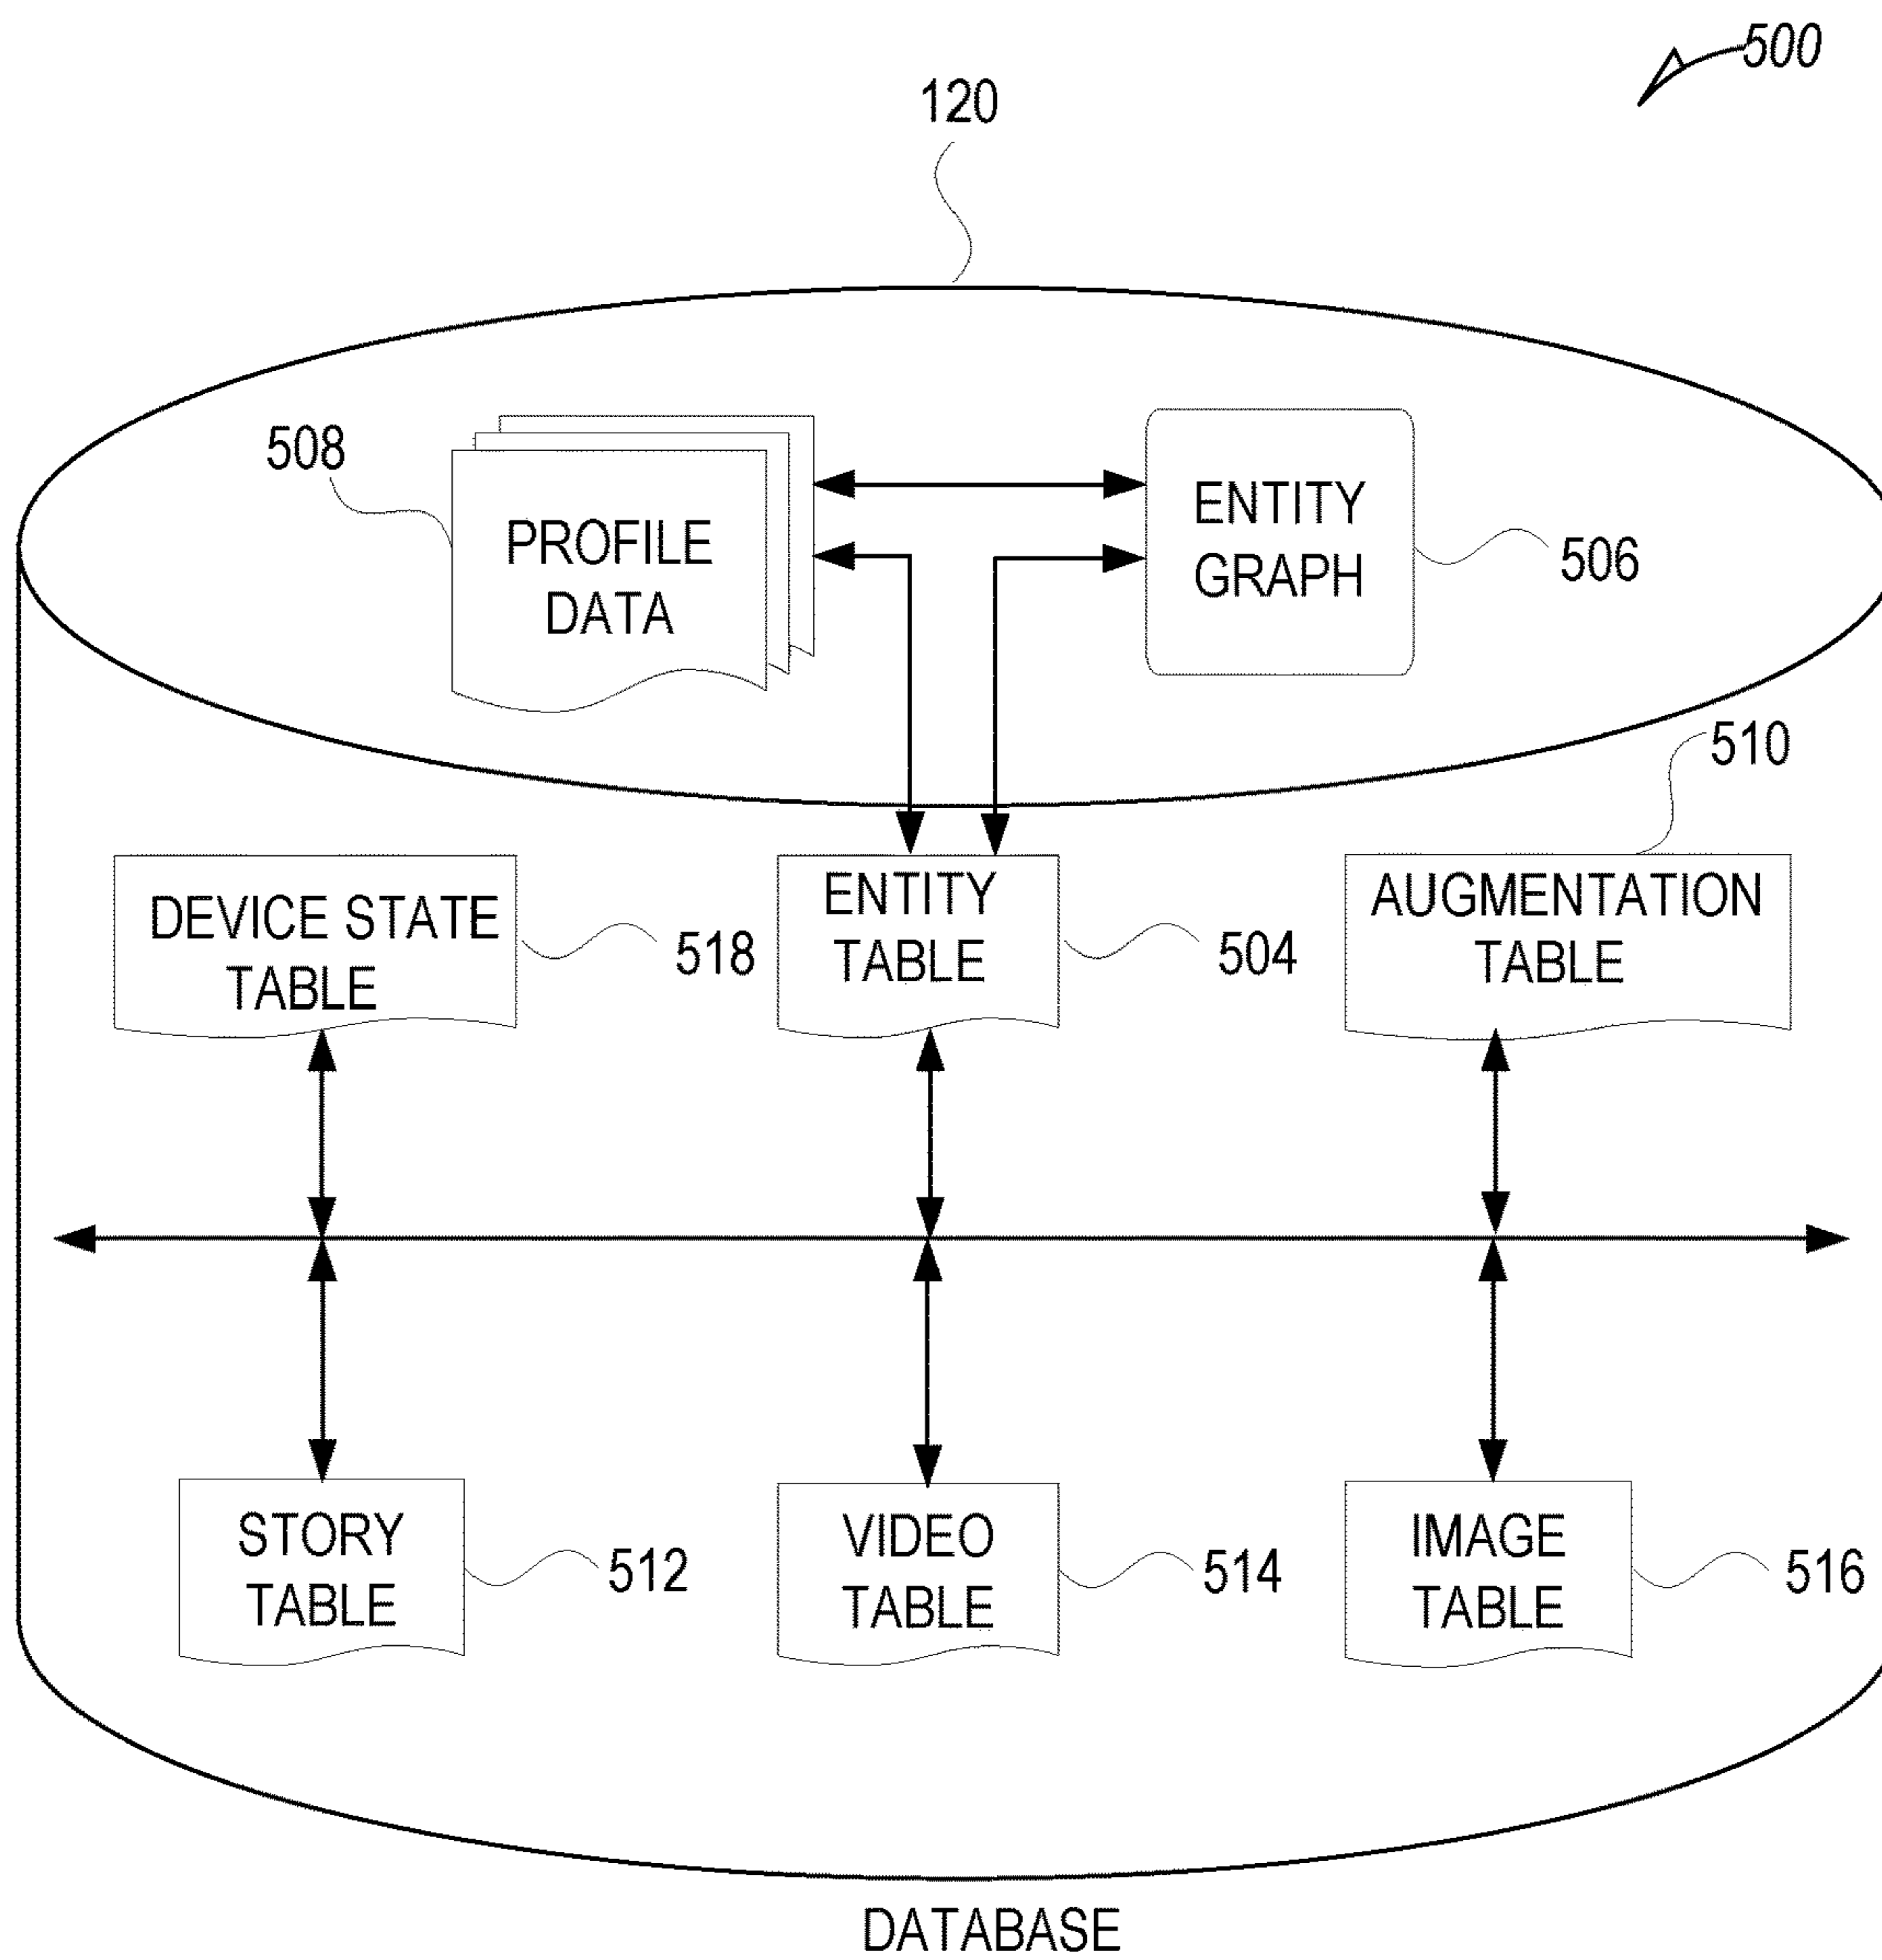 500
120
508
PROFILE
DATA
ENTITY
GRAPH
506
510
DEVICE STATE
TABLE
518
ENTITY
TABLE
504
AUGMENTATION
TABLE
STORY
TABLE
512
VIDEO
TABLE
514
IMAGE
TABLE
516
DATABASE